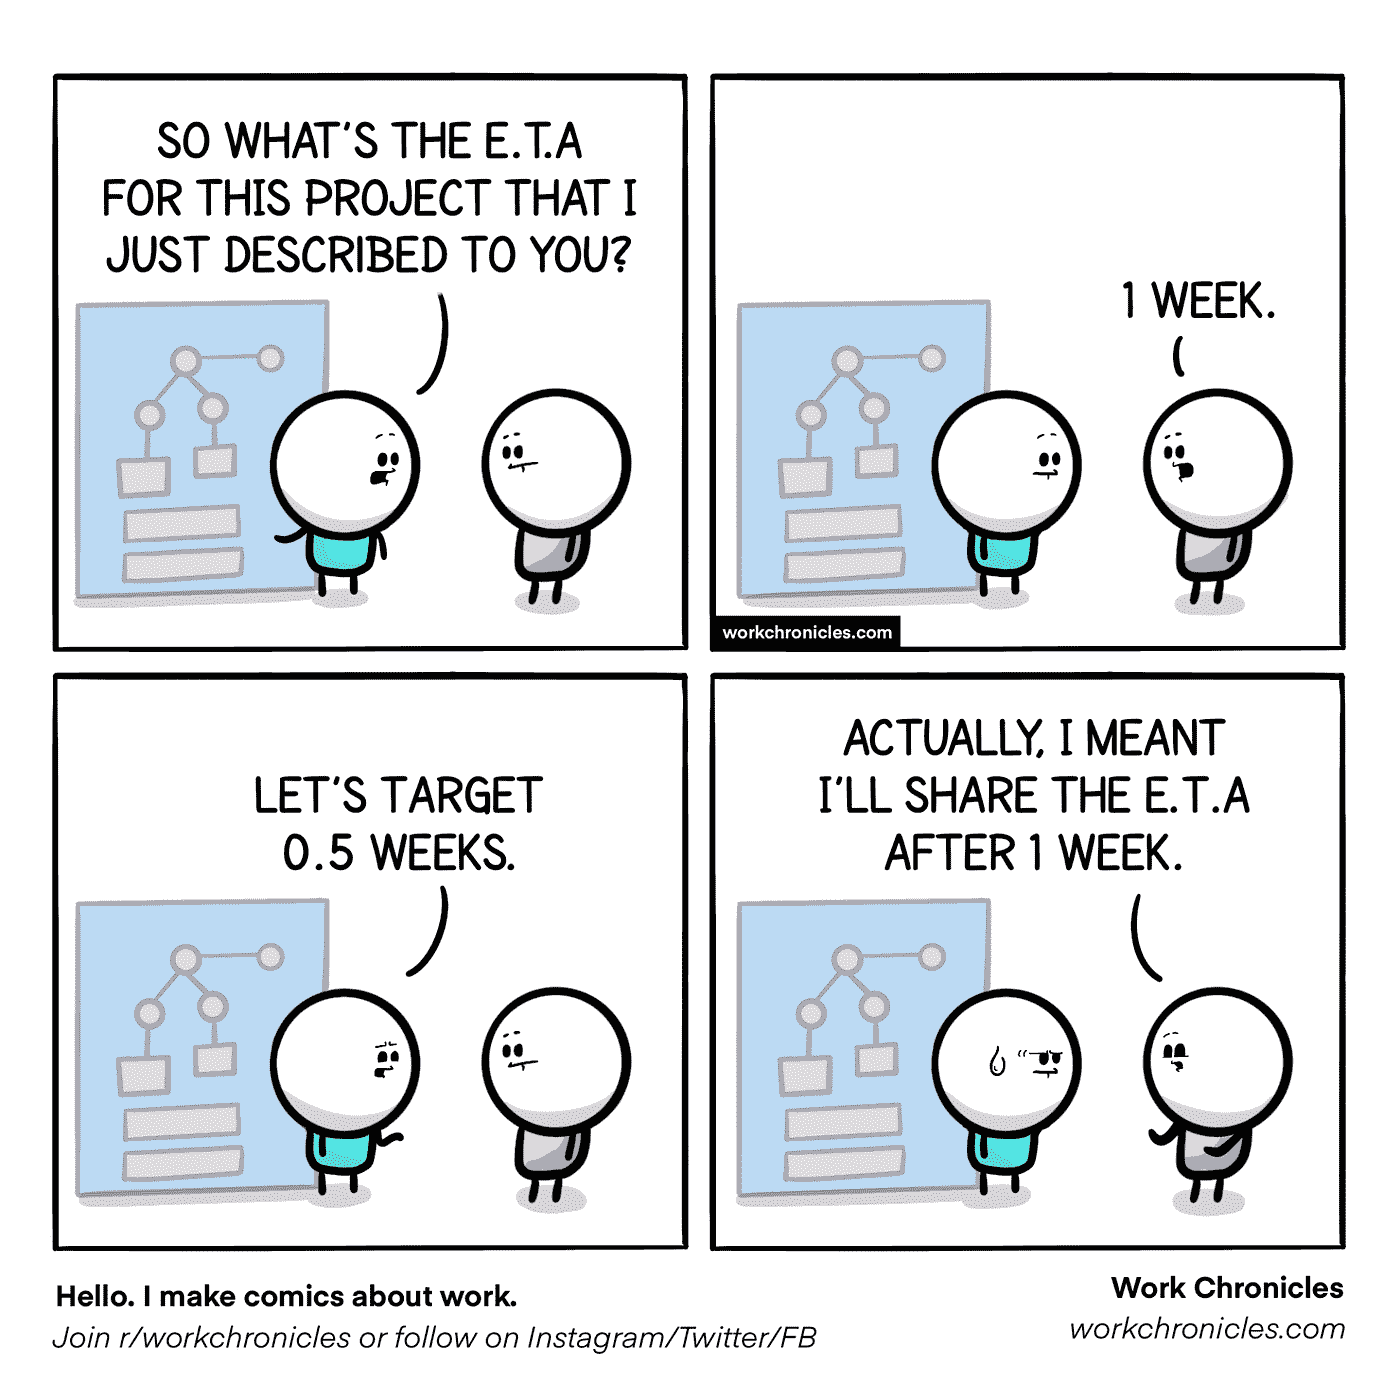 SO WHAT'S THE E.T.A
FOR THIS PROJECT THAT I
JUST DESCRIBED TO YOU?
1 WEEK.
workchronicles.com
LET'S TARGET
0.5 WEEKS.
ACTUALLY, I MEANT
I'LL SHARE THE E.T.A
AFTER 1 WEEK.
Hello. I make comics about work.
Join r/workchronicles or follow on Instagram/Twitter/FB
Work Chronicles
workchronicles.com